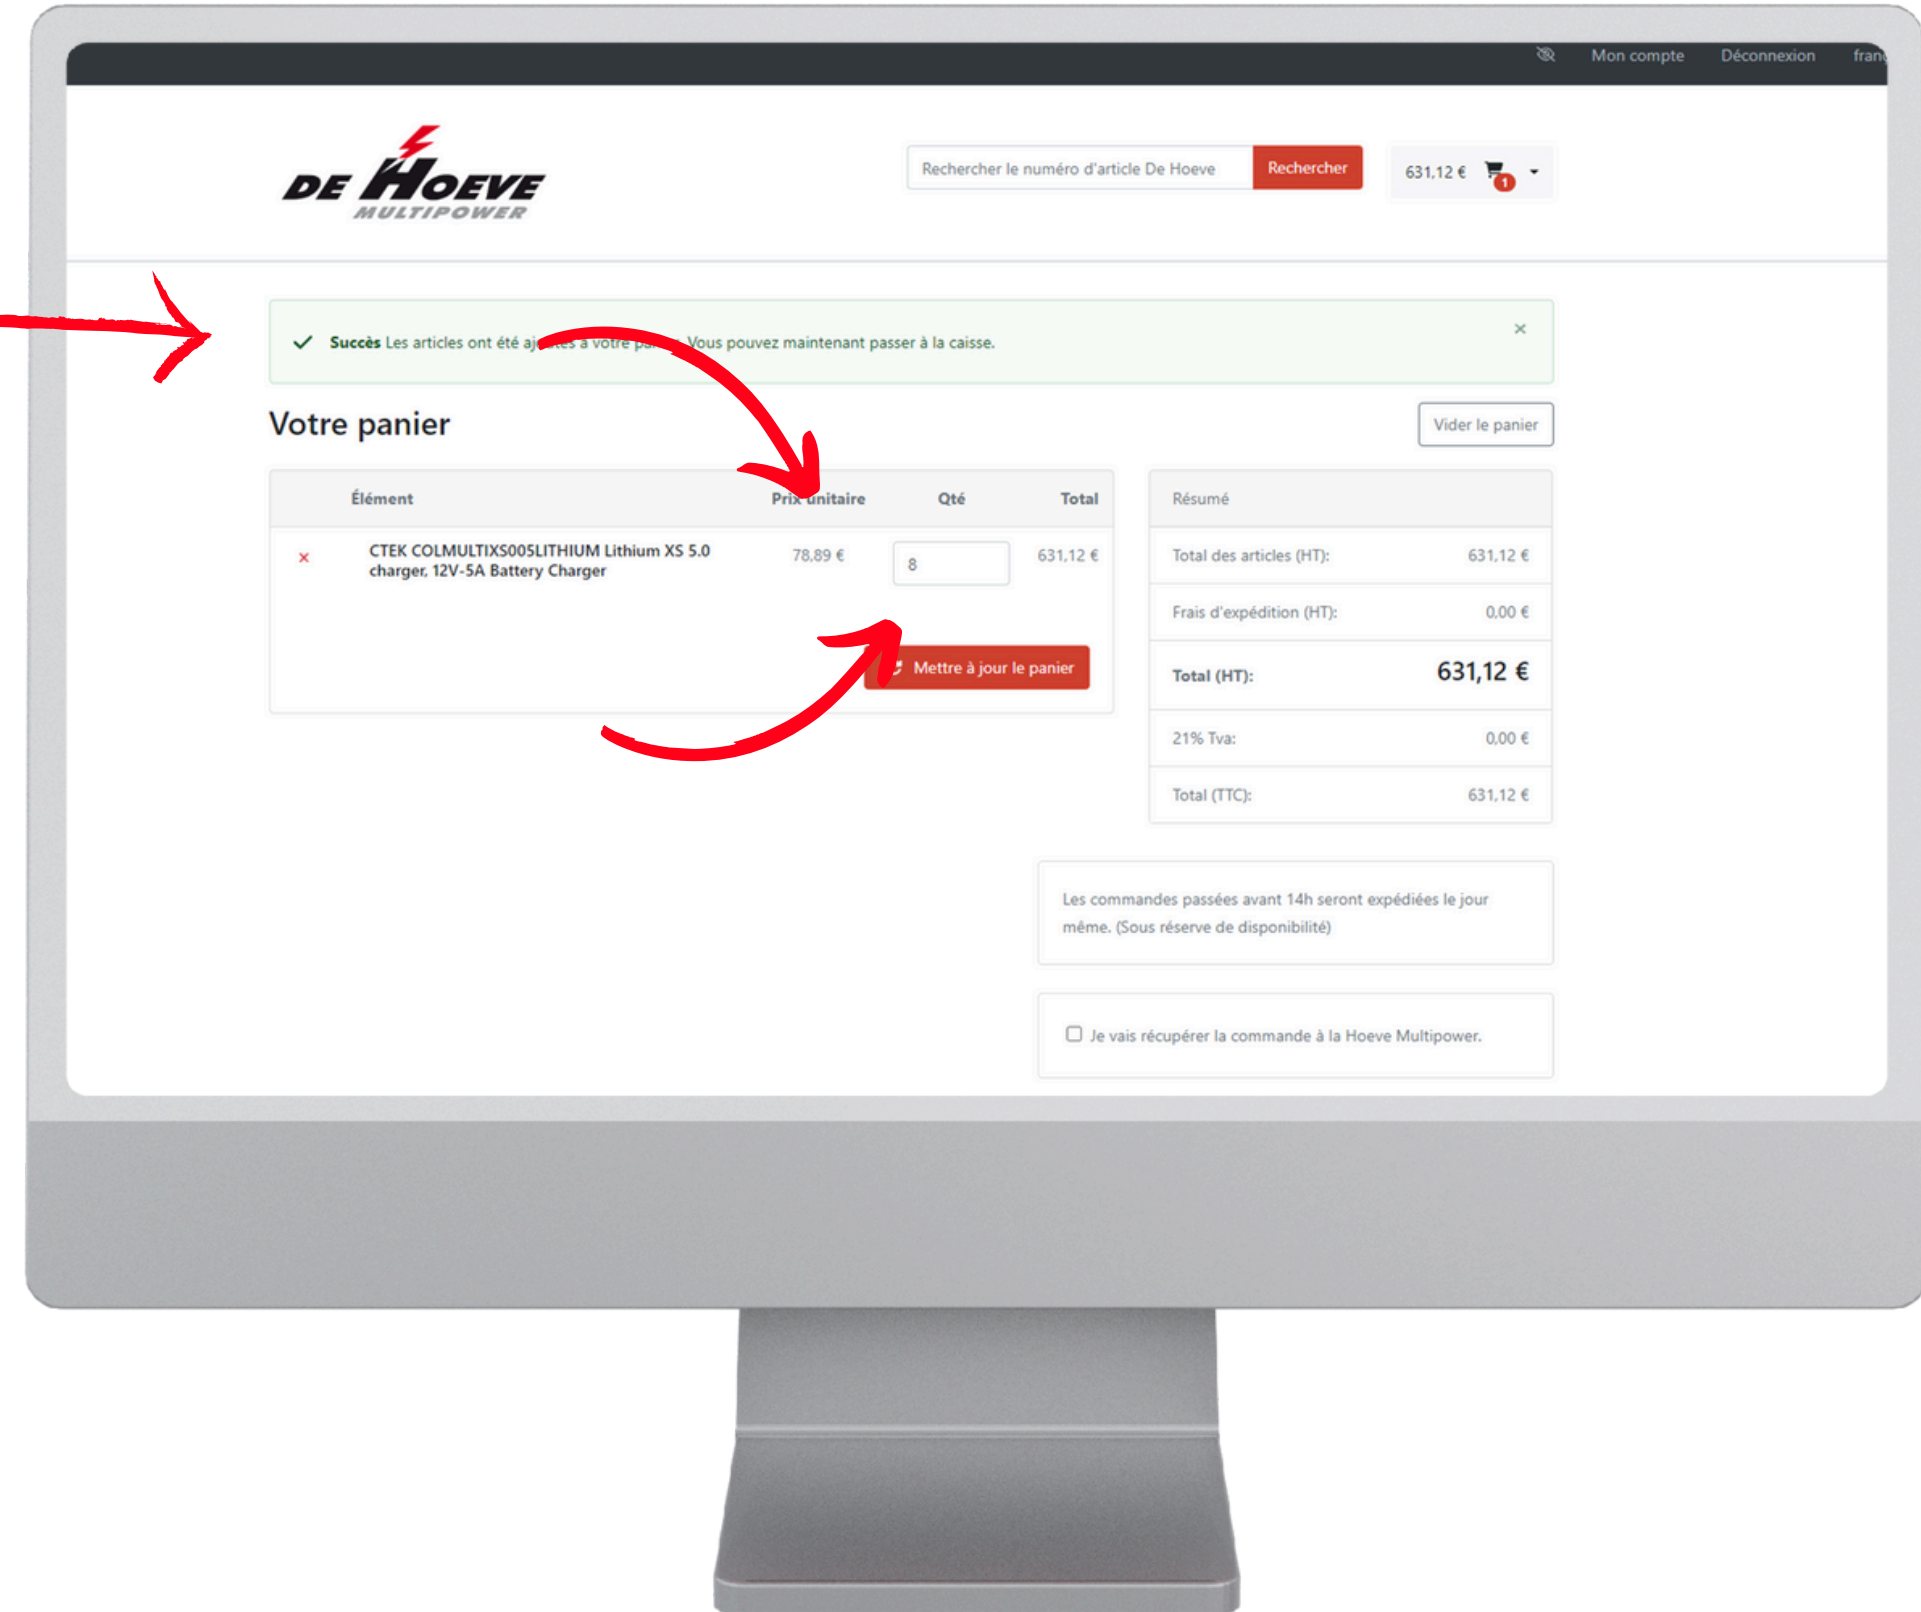 Mon compte Déconnexion
DE HOEVE
MULTIPOWER
Rechercher le numéro d'article De Hoeve Rechercher 631,12 € 1
Succès Les articles ont été à votre Vous pouvez maintenant passer à la caisse.
Votre panier
Vider le panier
Élément Prix unitaire Qté Total
CTEK COLMULTIXS005LITHIUM Lithium XS 5.0
charger, 12V-5A Battery Charger
78,89 € 8 631,12 €
Mettre à jour le panier
Résumé
Total des articles (HT): 631,12 €
Frais d'expédition (HT): 0,00 €
Total (HT): 631,12 €
21% Tva: 0,00 €
Total (TTC): 631,12 €
Les commandes passées avant 14h seront expédiées le jour
même. (Sous réserve de disponibilité)
Je vais récupérer la commande à la Hoeve Multipower.